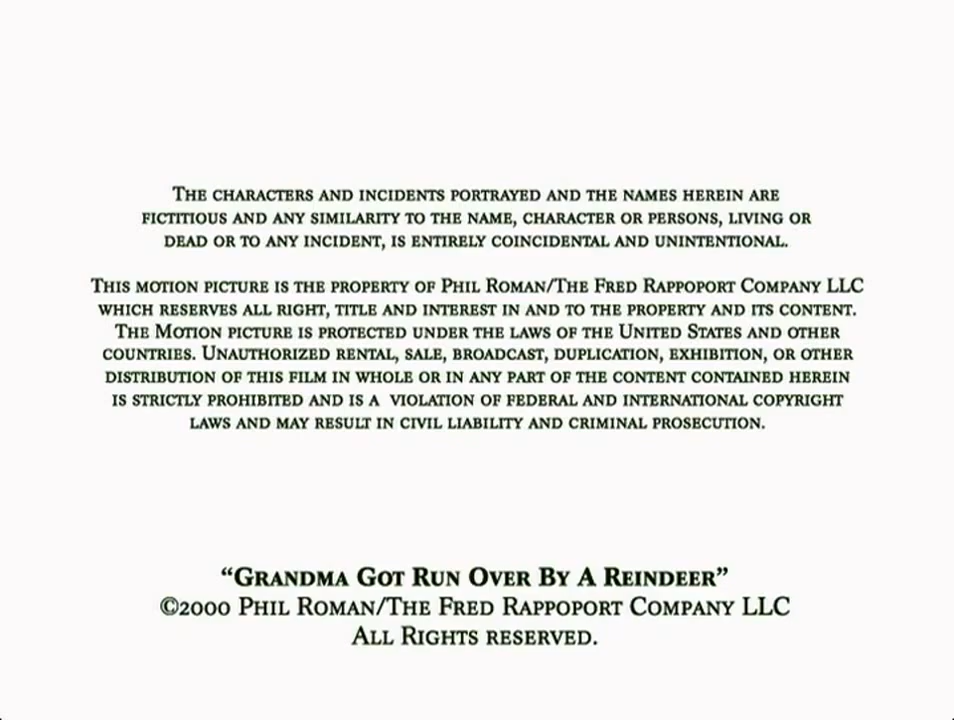 The characters and incidents portrayed and the names herein are
fictitious and any similarity to the name, character or persons, living or
dead or to any incident, is entirely coincidental and unintentional.
This motion picture is the property of Phil Roman/The Fred Rappoport Company LLC
which reserves all right, title and interest in and to the property and its content.
The Motion picture is protected under the laws of the United States and other
countries. Unauthorized rental, sale, broadcast, duplication, exhibition, or other
distribution of this film in whole or in any part of the content contained herein
is strictly prohibited and is a  violation of federal and international copyright
laws and may result in civil liability and criminal prosecution.
“Grandma Got Run Over By A Reindeer”
©2000 Phil Roman/The Fred Rappoport Company LLC
All Rights reserved.